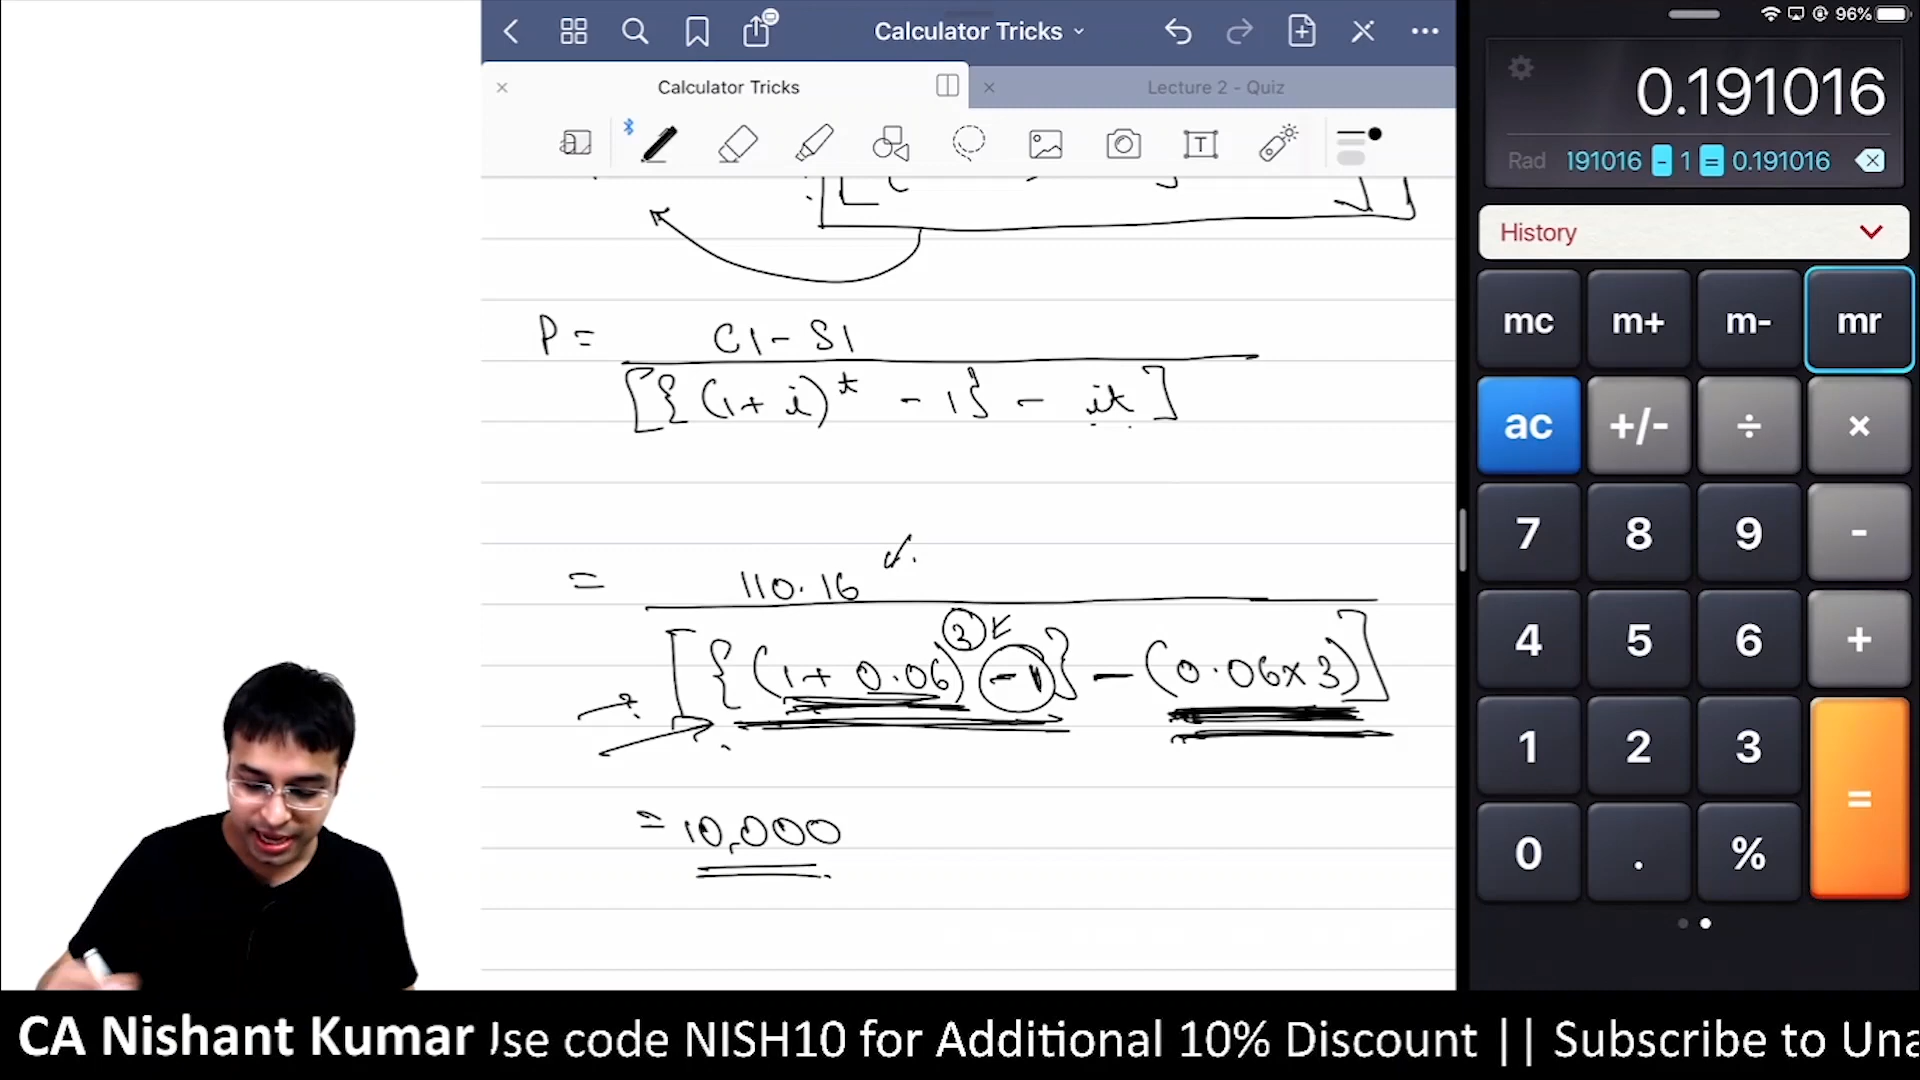 Calculator Tricks
96%
Calculator Tricks
Lecture 2 - Quiz
0.191016
Rad 191016 - 1 = 0.191016
History
P = CI - SI
[{(1 + i)^t - 1} - it]
= 110.16
[{(1 + 0.06)^3 - 1} - (0.06 × 3)]
= 10,000
mc m+ m- mr
ac +/- ÷ ×
7 8 9 -
4 5 6 +
1 2 3 =
0 . %
CA Nishant Kumar Use code NISH10 for Additional 10% Discount || Subscribe to Una